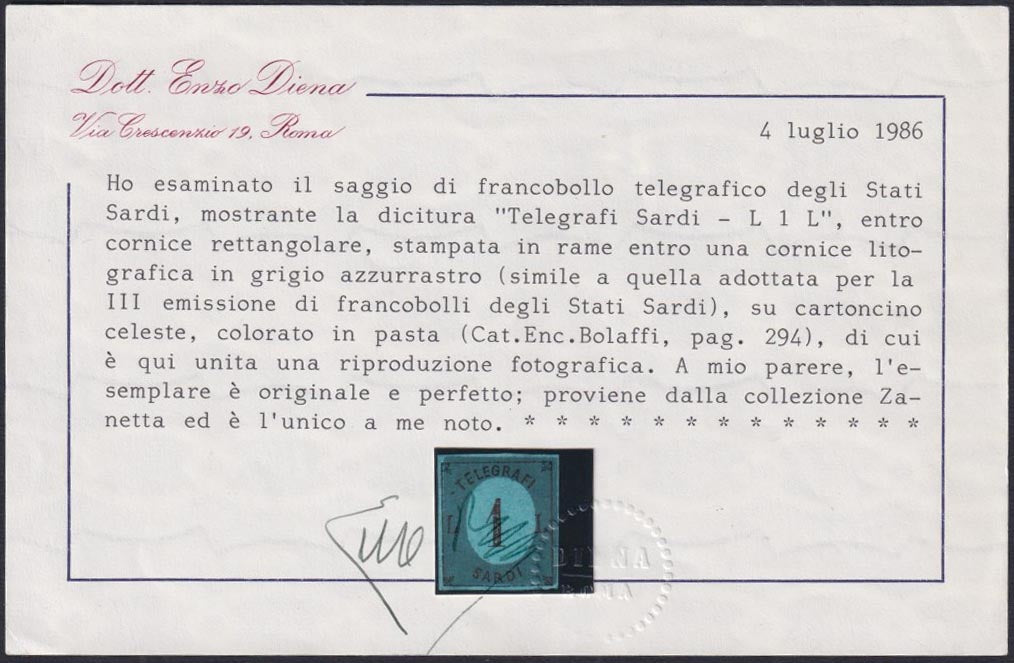 Dott. Enzo Diena
Via Crescenzio 19, Roma
4 luglio 1986
Ho esaminato il saggio di francobollo telegrafico degli Stati
Sardi, mostrante la dicitura "Telegrafi Sardi - L 1 L", entro
cornice rettangolare, stampata in rame entro una cornice lito-
grafica in grigio azzurrastro (simile a quella adottata per la
III emissione di francobolli degli Stati Sardi), su cartoncino
celeste, colorato in pasta (Cat.Enc.Bolaffi, pag. 294), di cui
è qui unita una riproduzione fotografica. A mio parere, l'e-
semplare è originale e perfetto; proviene dalla collezione Za-
netta ed è l'unico a me noto. * * * * * * * * * * * * *
TELEGRAFI
L 1 L
SARDI
DIENA
ROMA